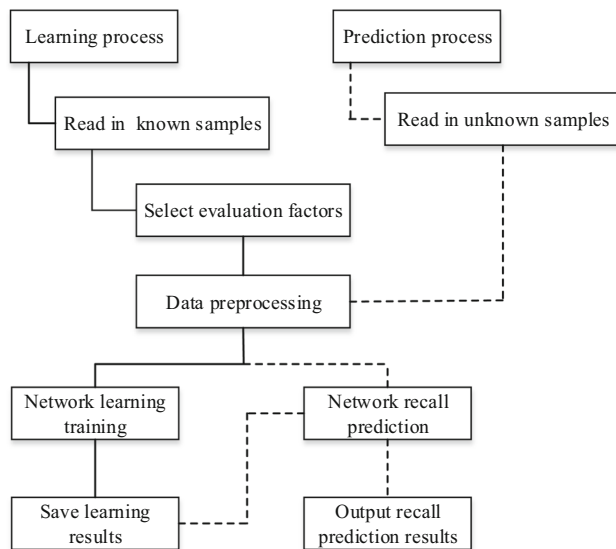 Learning process
Prediction process
Read in known samples
Read in unknown samples
Select evaluation factors
Data preprocessing
Network learning
training
Network recall
prediction
Save learning
results
Output recall
prediction results